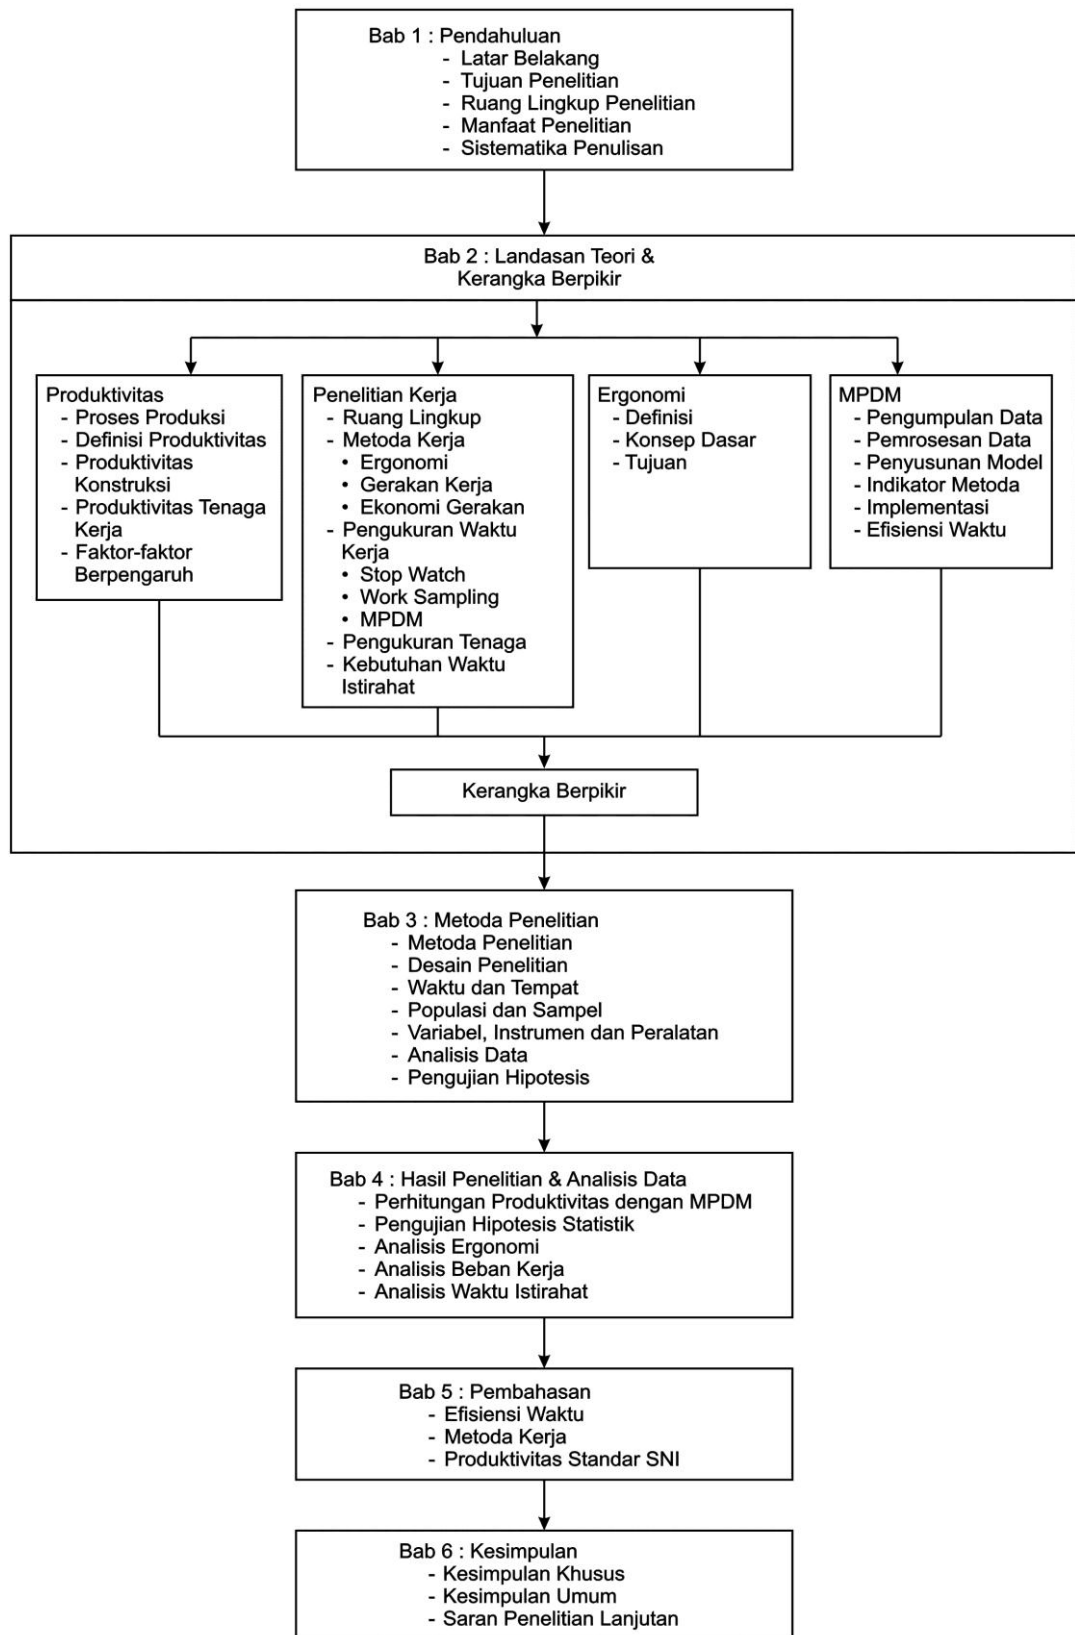 Bab 1 : Pendahuluan
- Latar Belakang
- Tujuan Penelitian
- Ruang Lingkup Penelitian
- Manfaat Penelitian
- Sistematika Penulisan
Bab 2 : Landasan Teori &
Kerangka Berpikir
Produktivitas
- Proses Produksi
- Definisi Produktivitas
- Produktivitas
Konstruksi
- Produktivitas Tenaga
Kerja
- Faktor-faktor
Berpengaruh
Penelitian Kerja
- Ruang Lingkup
- Metoda Kerja
• Ergonomi
• Gerakan Kerja
• Ekonomi Gerakan
- Pengukuran Waktu
Kerja
• Stop Watch
• Work Sampling
• MPDM
- Pengukuran Tenaga
- Kebutuhan Waktu
Istirahat
Ergonomi
- Definisi
- Konsep Dasar
- Tujuan
MPDM
- Pengumpulan Data
- Pemrosesan Data
- Penyusunan Model
- Indikator Metoda
- Implementasi
- Efisiensi Waktu
Kerangka Berpikir
Bab 3 : Metoda Penelitian
- Metoda Penelitian
- Desain Penelitian
- Waktu dan Tempat
- Populasi dan Sampel
- Variabel, Instrumen dan Peralatan
- Analisis Data
- Pengujian Hipotesis
Bab 4 : Hasil Penelitian & Analisis Data
- Perhitungan Produktivitas dengan MPDM
- Pengujian Hipotesis Statistik
- Analisis Ergonomi
- Analisis Beban Kerja
- Analisis Waktu Istirahat
Bab 5 : Pembahasan
- Efisiensi Waktu
- Metoda Kerja
- Produktivitas Standar SNI
Bab 6 : Kesimpulan
- Kesimpulan Khusus
- Kesimpulan Umum
- Saran Penelitian Lanjutan